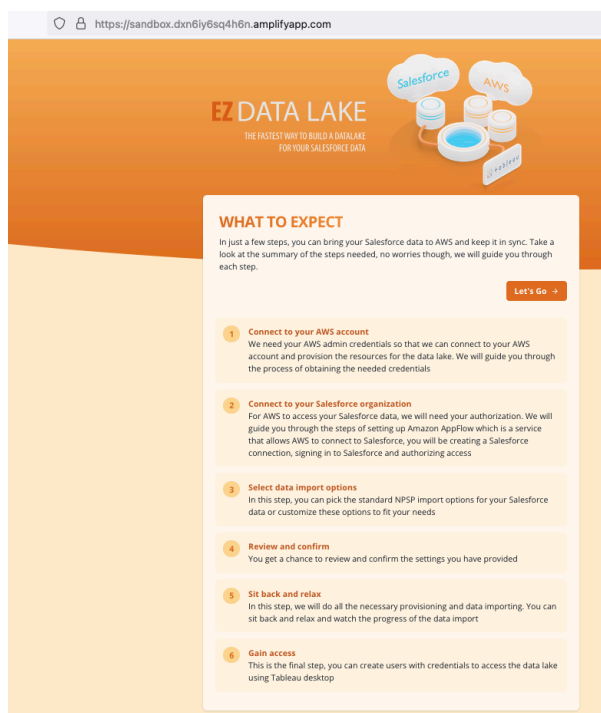 https://sandbox.dxn6iy6sq4h6n.amplifyapp.com
Salesforce
AWS
EZ DATA LAKE
THE FASTEST WAY TO BUILD A DATALAKE
FOR YOUR SALESFORCE DATA
tableau
WHAT TO EXPECT
In just a few steps, you can bring your Salesforce data to AWS and keep it in sync. Take a
look at the summary of the steps needed, no worries though, we will guide you through
each step.
Let's Go →
1 Connect to your AWS account
We need your AWS admin credentials so that we can connect to your AWS
account and provision the resources for the data lake. We will guide you through
the process of obtaining the needed credentials
2 Connect to your Salesforce organization
For AWS to access your Salesforce data, we will need your authorization. We will
guide you through the steps of setting up Amazon AppFlow which is a service
that allows AWS to connect to Salesforce, you will be creating a Salesforce
connection, signing in to Salesforce and authorizing access
3 Select data import options
In this step, you can pick the standard NPSP import options for your Salesforce
data or customize these options to fit your needs
4 Review and confirm
You get a chance to review and confirm the settings you have provided
5 Sit back and relax
In this step, we will do all the necessary provisioning and data importing. You can
sit back and relax and watch the progress of the data import
6 Gain access
This is the final step, you can create users with credentials to access the data lake
using Tableau desktop